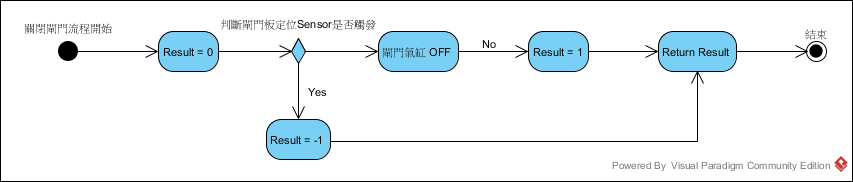 關閉閘門流程開始
判斷閘門板定位Sensor是否觸發
結束
Result = 0
閘門氣缸 OFF
No
Result = 1
Return Result
Yes
Result = -1
Powered By Visual Paradigm Community Edition